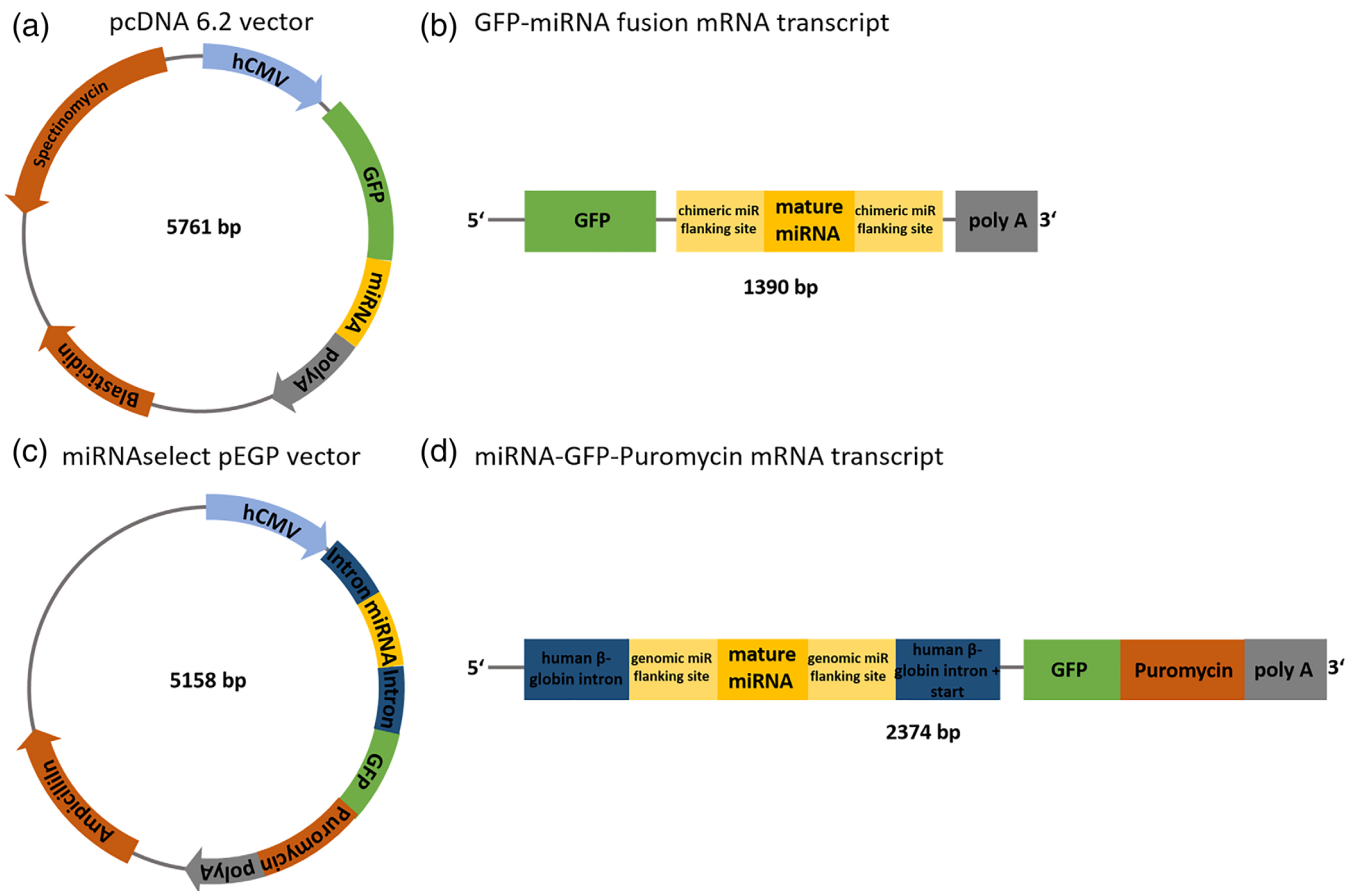 (a) pcDNA 6.2 vector
hCMV
GFP
miRNA
polyA
Blasticidin
Spectinomycin
5761 bp
(b) GFP-miRNA fusion mRNA transcript
5‘
GFP
chimeric miR
flanking site
mature
miRNA
chimeric miR
flanking site
poly A
3‘
1390 bp
(c) miRNAselect pEGP vector
hCMV
Intron
miRNA
Intron
GFP
Puromycin
polyA
Ampicillin
5158 bp
(d) miRNA-GFP-Puromycin mRNA transcript
5‘
human β-
globin intron
genomic miR
flanking site
mature
miRNA
genomic miR
flanking site
human β-
globin intron +
start
GFP
Puromycin
poly A
3‘
2374 bp